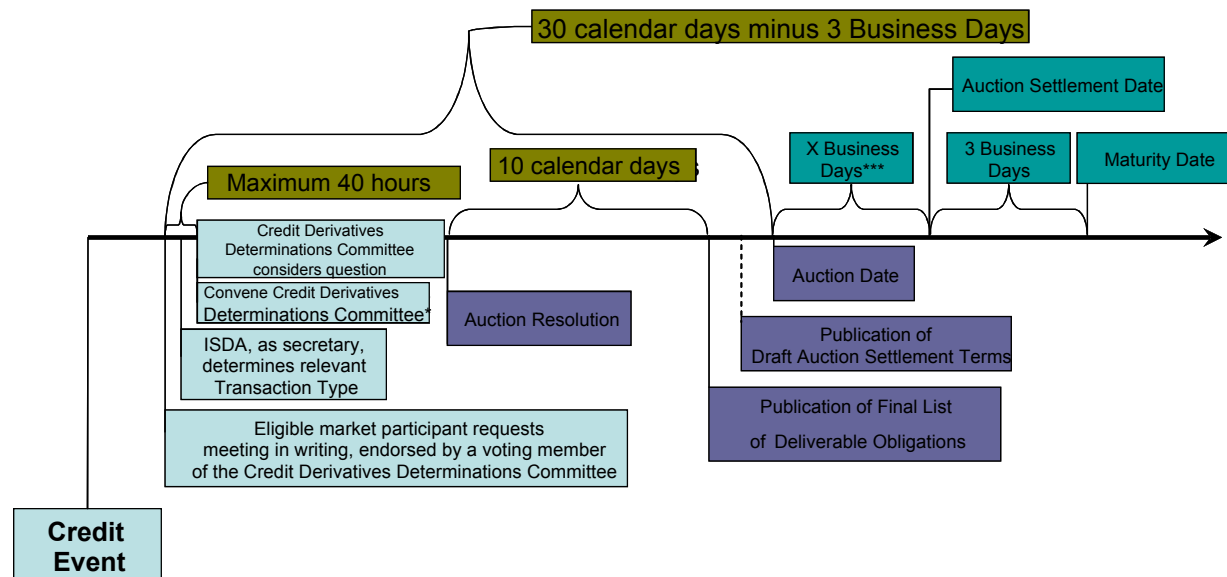 30 calendar days minus 3 Business Days
Auction Settlement Date
X Business
Days***
3 Business
Days
Maturity Date
10 calendar days
Maximum 40 hours
Credit Derivatives
Determinations Committee
considers question
Convene Credit Derivatives
Determinations Committee*
Auction Resolution
Auction Date
ISDA, as secretary,
determines relevant
Transaction Type
Publication of
Draft Auction Settlement Terms
Publication of Final List
of Deliverable Obligations
Eligible market participant requests
meeting in writing, endorsed by a voting member
of the Credit Derivatives Determinations Committee
Credit
Event